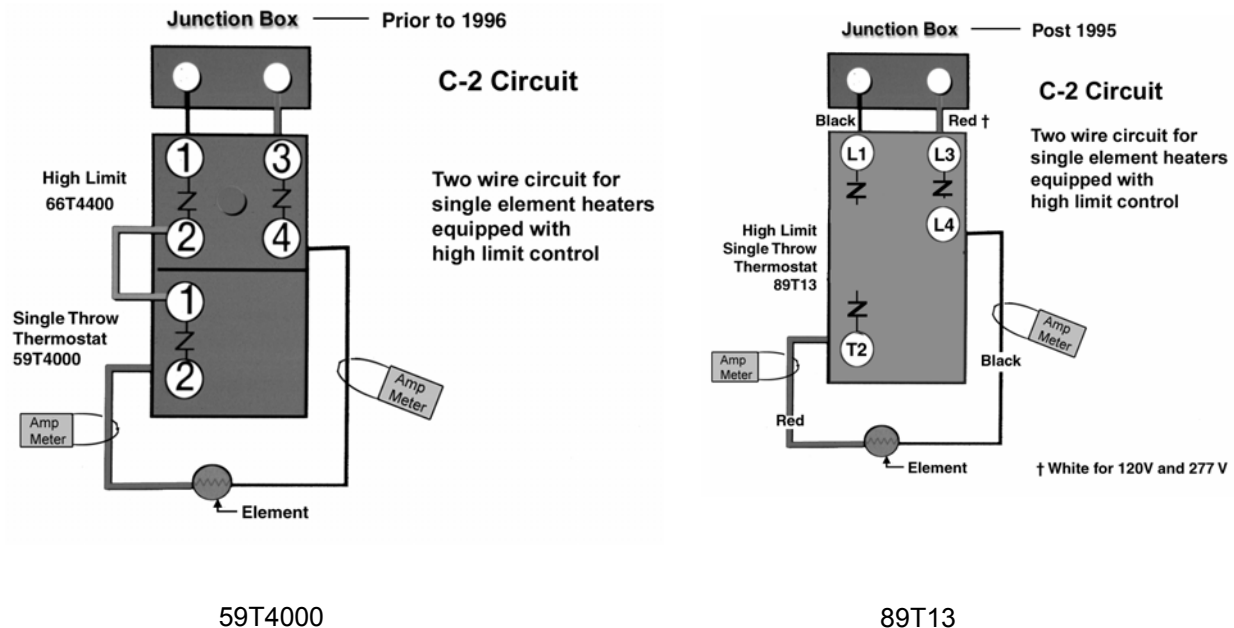 Junction Box
Prior to 1996
C-2 Circuit
1
3
High Limit
66T4400
2
4
Two wire circuit for
single element heaters
equipped with
high limit control
1
Single Throw
Thermostat
59T4000
2
Amp
Meter
Amp
Meter
Element
59T4000
Junction Box
Post 1995
C-2 Circuit
Black
Red †
L1
L3
Two wire circuit for
single element heaters
equipped with
high limit control
L4
High Limit
Single Throw
Thermostat
89T13
T2
Amp
Meter
Amp
Meter
Black
Red
Element
† White for 120V and 277 V
89T13